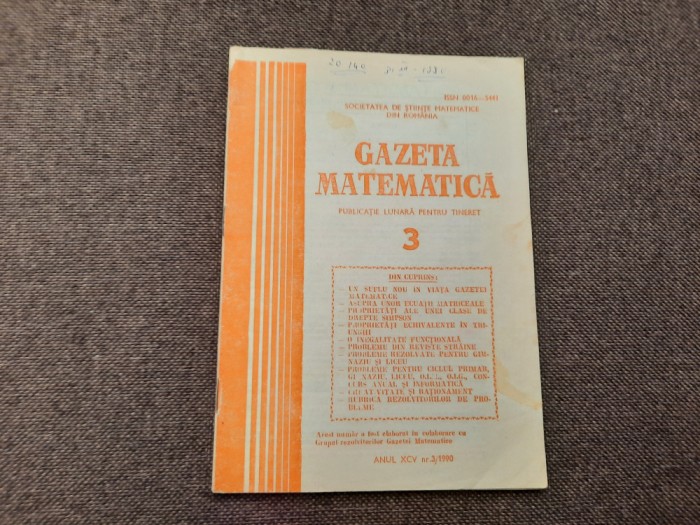 20 140
ISSN 0016-5441
SOCIETATEA DE ȘTIINȚE MATEMATICE
DIN ROMÂNIA
GAZETA
MATEMATICĂ
PUBLICAȚIE LUNARĂ PENTRU TINERET
3
DIN CUPRINS:
— UN SUFLU NOU IN VIAȚA GAZETEI
MATEMATICE
— ASUPRA UNOR ECUAȚII MATRICEALE
— PROPRIETĂȚI ALE UNEI CLASE DE
DREPTE SIMPSON
— PROPRIETĂȚI ECHIVALENTE ÎN TRI-
UNGHI
— O INEGALITATE FUNCȚIONALĂ
— PROBLEME DIN REVISTE STRĂINE
— PROBLEME REZOLVATE PENTRU GIM-
NAZIU ȘI LICEU
— PROBLEME PENTRU CICLUL PRIMAR,
GIMNAZIU, LICEU, O.I., O.I.G., CON-
CURS ANUAL ȘI INFORMATICĂ
— CREATIVITATE ȘI RAȚIONAMENT
— RUBRICA REZOLVITORILOR DE PRO-
BLEME
Acest număr a fost elaborat în colaborare cu
Grupul rezolvitorilor Gazetei Matematice
ANUL XCV nr.3/1990